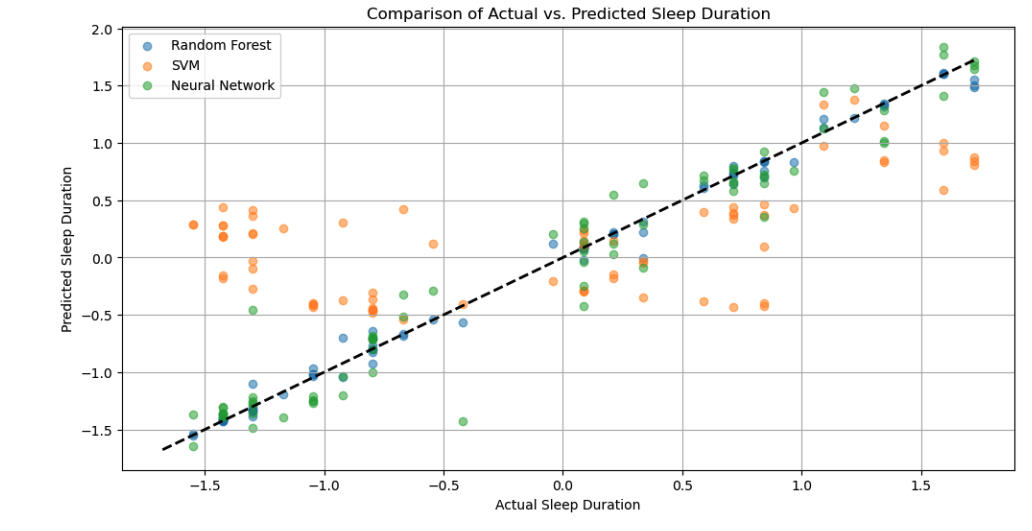 Comparison of Actual vs. Predicted Sleep Duration
Random Forest
SVM
Neural Network
Predicted Sleep Duration
2.0
1.5
1.0
0.5
0.0
−0.5
−1.0
−1.5
−1.5
−1.0
−0.5
0.0
0.5
1.0
1.5
Actual Sleep Duration